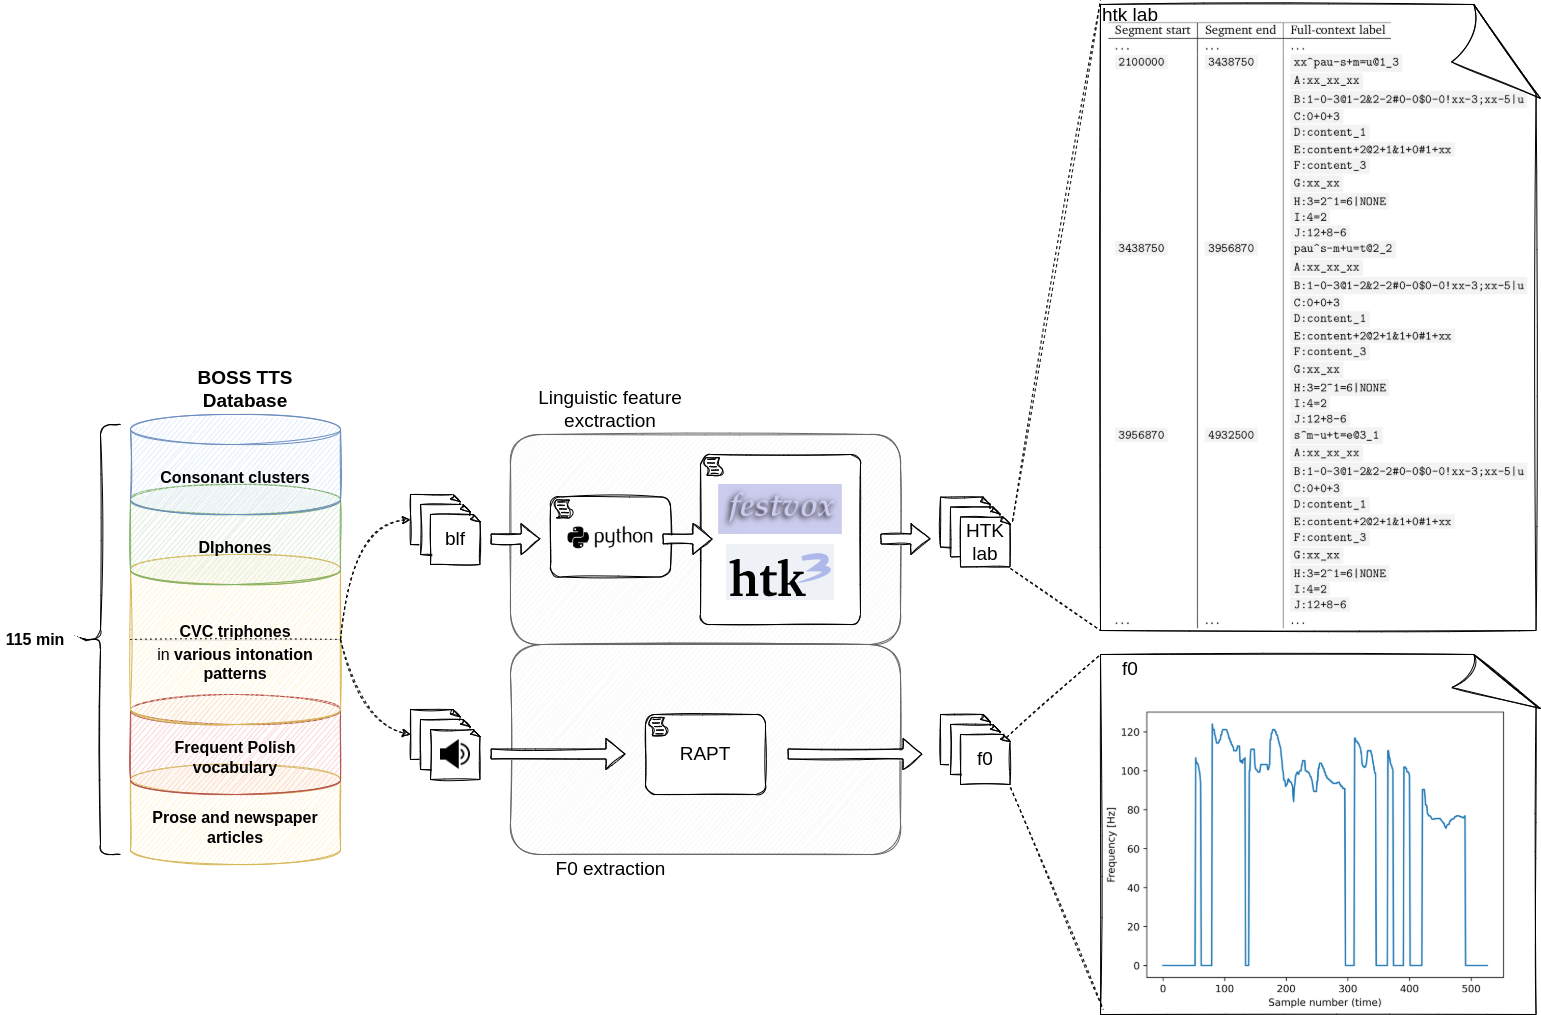 BOSS TTS
Database
Consonant clusters
DIphones
CVC triphones
in various intonation
patterns
Frequent Polish
vocabulary
Prose and newspaper
articles
115 min
blf
Linguistic feature
exctraction
python
festvox
htk3
HTK
lab
RAPT
f0
F0 extraction
htk lab
Segment start Segment end Full-context label
... ... ...
2100000 3438750 xx^pau-s+m=u@1_3
A:xx_xx_xx
B:1-0-3@1-2&2-2#0-0$0-0!xx-3;xx-5|u
C:0+0+3
D:content_1
E:content+2@2+1&1+0#1+xx
F:content_3
G:xx_xx
H:3=2^1=6|NONE
I:4=2
J:12+8-6
3438750 3956870 pau^s-m+u=t@2_2
A:xx_xx_xx
B:1-0-3@1-2&2-2#0-0$0-0!xx-3;xx-5|u
C:0+0+3
D:content_1
E:content+2@2+1&1+0#1+xx
F:content_3
G:xx_xx
H:3=2^1=6|NONE
I:4=2
J:12+8-6
3956870 4932500 s^m-u+t=e@3_1
A:xx_xx_xx
B:1-0-3@1-2&2-2#0-0$0-0!xx-3;xx-5|u
C:0+0+3
D:content_1
E:content+2@2+1&1+0#1+xx
F:content_3
G:xx_xx
H:3=2^1=6|NONE
I:4=2
J:12+8-6
... ... ...
f0
Frequency [Hz]
120
100
80
60
40
20
0
0 100 200 300 400 500
Sample number (time)